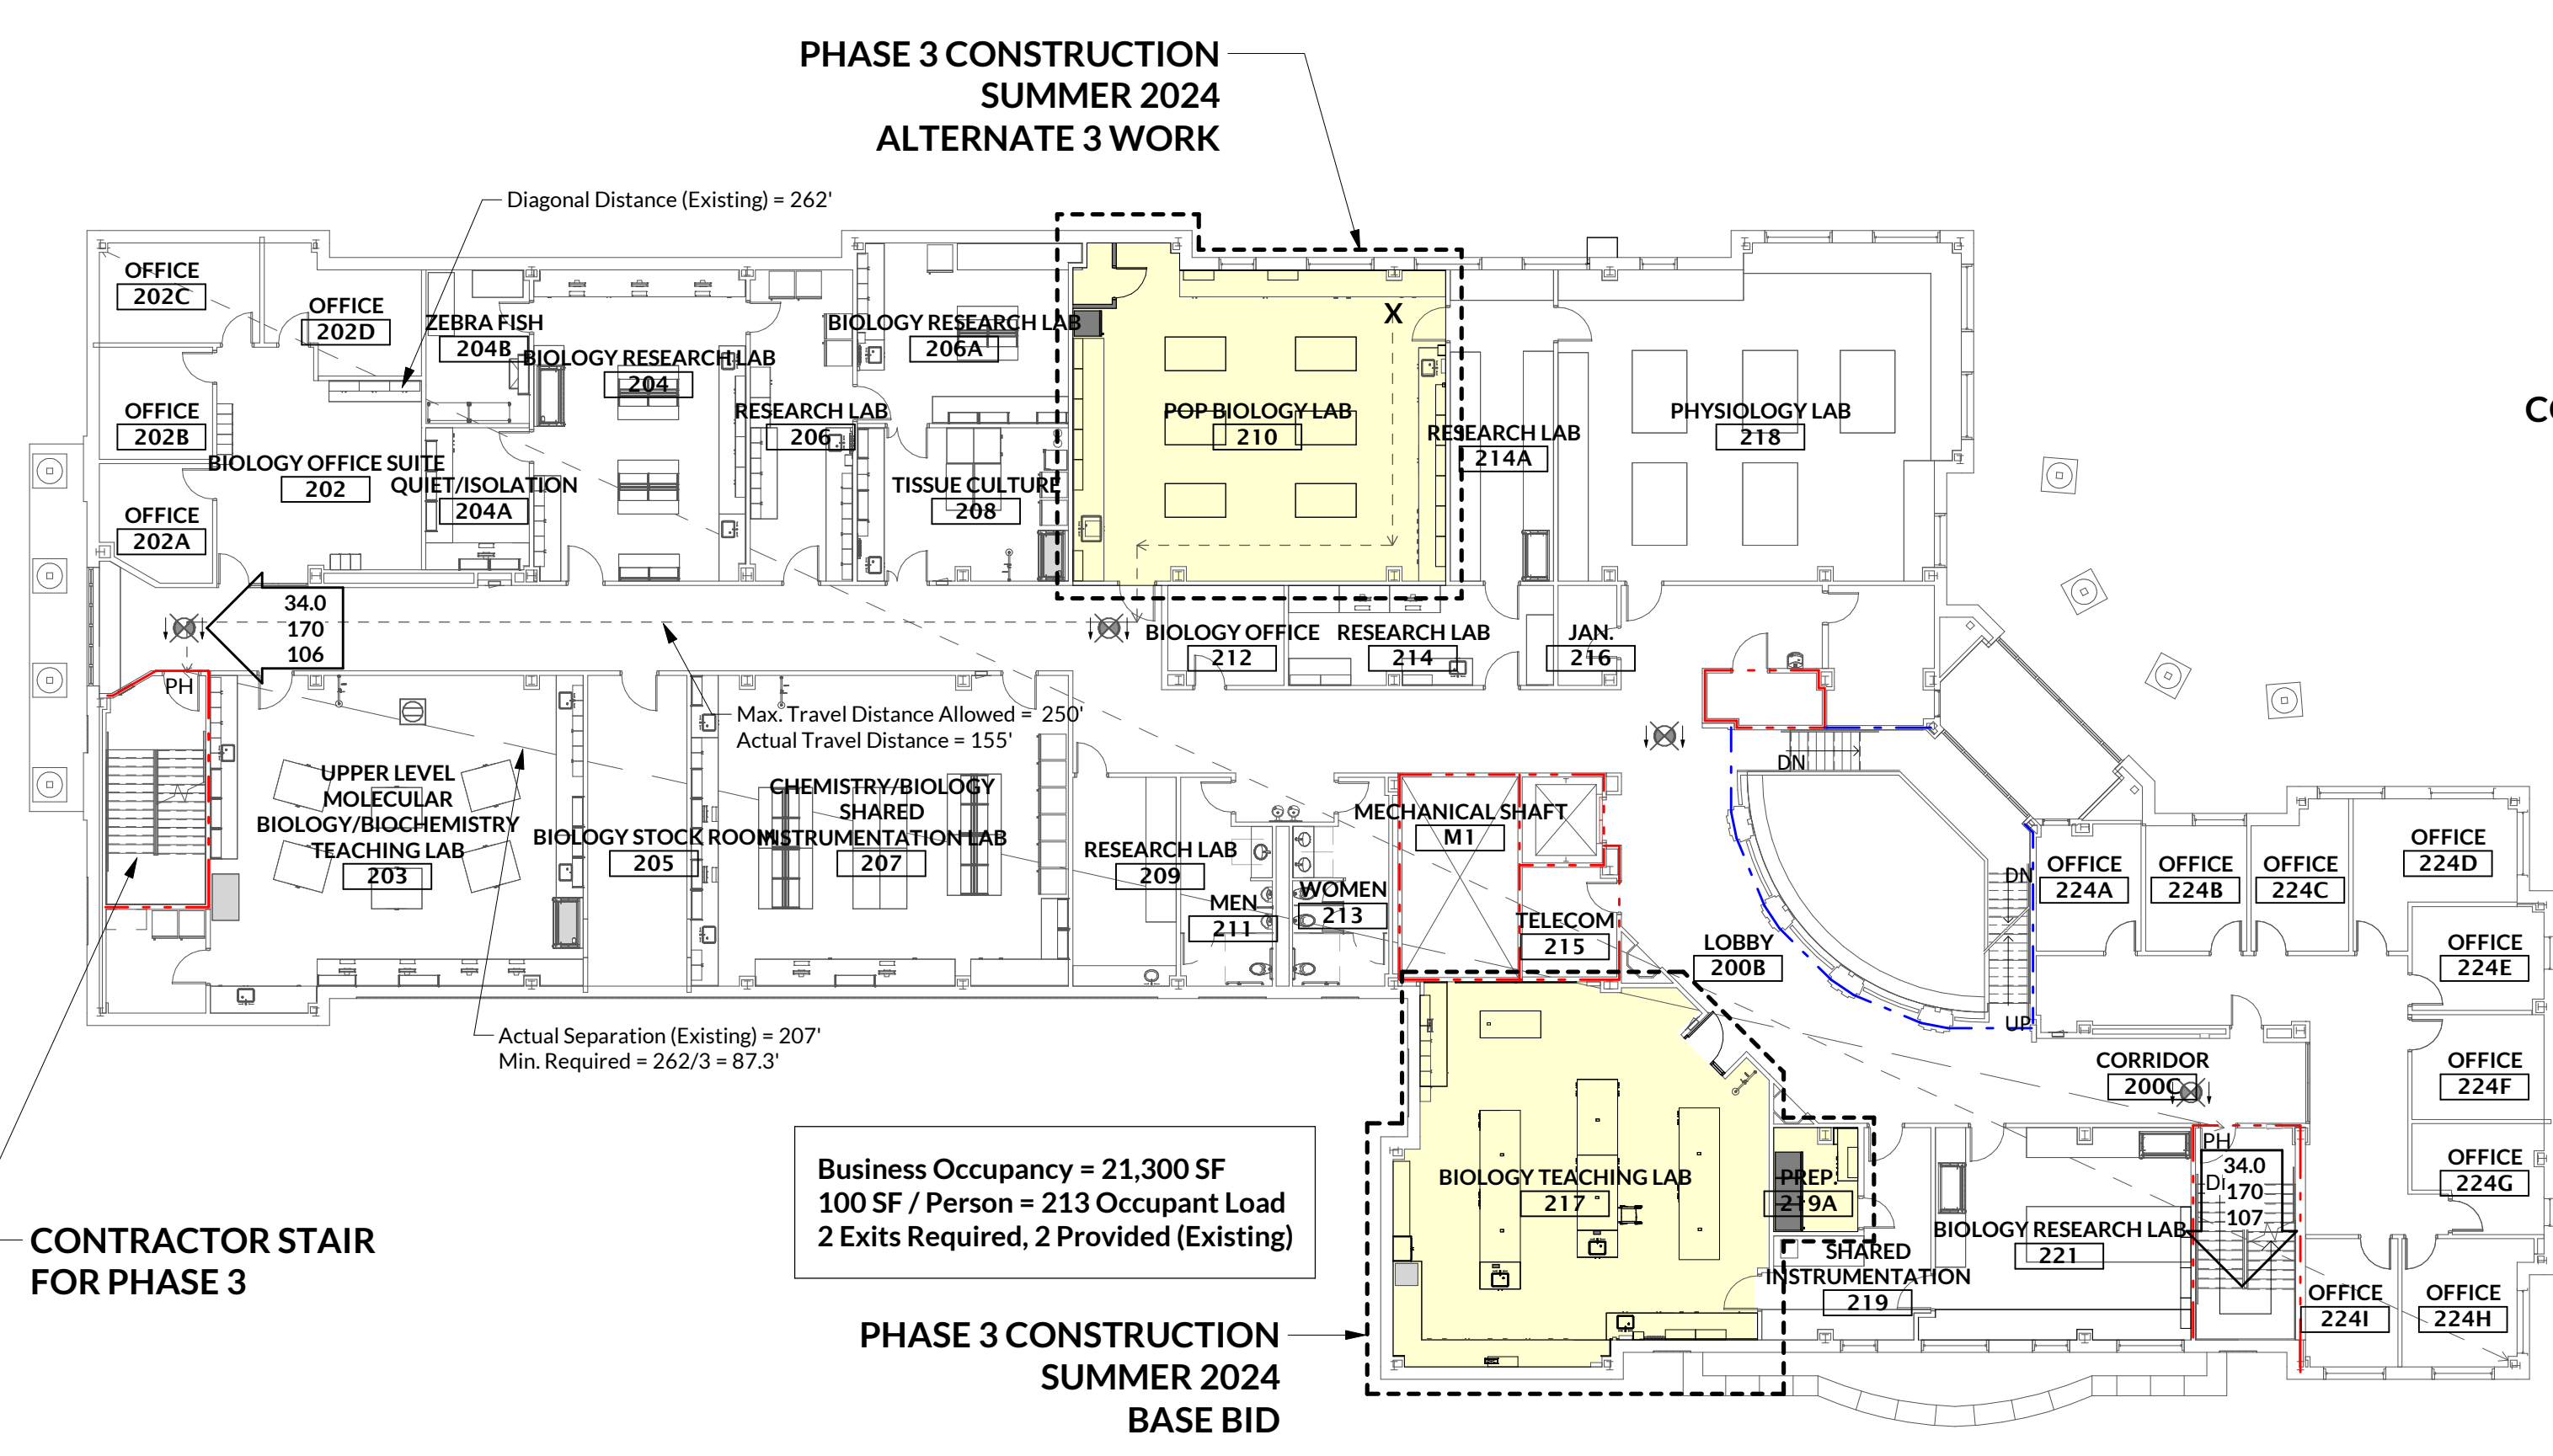 PHASE 3 CONSTRUCTION
SUMMER 2024
ALTERNATE 3 WORK
Diagonal Distance (Existing) = 262'
OFFICE
202C
OFFICE
202D
ZEBRA FISH
204B
BIOLOGY RESEARCH LAB
204
BIOLOGY RESEARCH LAB
206A
X
OFFICE
202B
RESEARCH LAB
206
POP BIOLOGY LAB
210
RESEARCH LAB
214A
PHYSIOLOGY LAB
218
BIOLOGY OFFICE SUITE
202
QUIET/ISOLATION
204A
TISSUE CULTURE
208
OFFICE
202A
34.0
170
106
BIOLOGY OFFICE
212
RESEARCH LAB
214
JAN.
216
PH
Max. Travel Distance Allowed = 250'
Actual Travel Distance = 155'
DN
UPPER LEVEL
MOLECULAR
BIOLOGY/BIOCHEMISTRY
TEACHING LAB
203
BIOLOGY STOCK ROOM
205
CHEMISTRY/BIOLOGY
SHARED
INSTRUMENTATION LAB
207
RESEARCH LAB
209
MEN
211
WOMEN
213
MECHANICAL SHAFT
M1
TELECOM
215
LOBBY
200B
DN
UP
OFFICE
224A
OFFICE
224B
OFFICE
224C
OFFICE
224D
OFFICE
224E
Actual Separation (Existing) = 207'
Min. Required = 262/3 = 87.3'
CORRIDOR
200C
OFFICE
224F
Business Occupancy = 21,300 SF
100 SF / Person = 213 Occupant Load
2 Exits Required, 2 Provided (Existing)
BIOLOGY TEACHING LAB
217
PREP.
219A
PH
34.0
170
107
OFFICE
224G
BIOLOGY RESEARCH LAB
221
SHARED
INSTRUMENTATION
219
OFFICE
224I
OFFICE
224H
CONTRACTOR STAIR
FOR PHASE 3
PHASE 3 CONSTRUCTION
SUMMER 2024
BASE BID